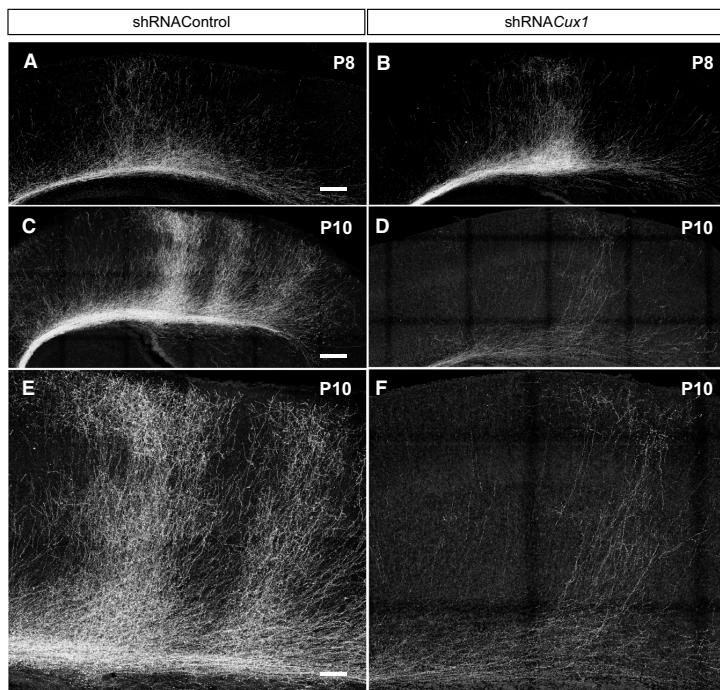 shRNAControl
shRNACux1
A P8
B P8
C P10
D P10
E P10
F P10